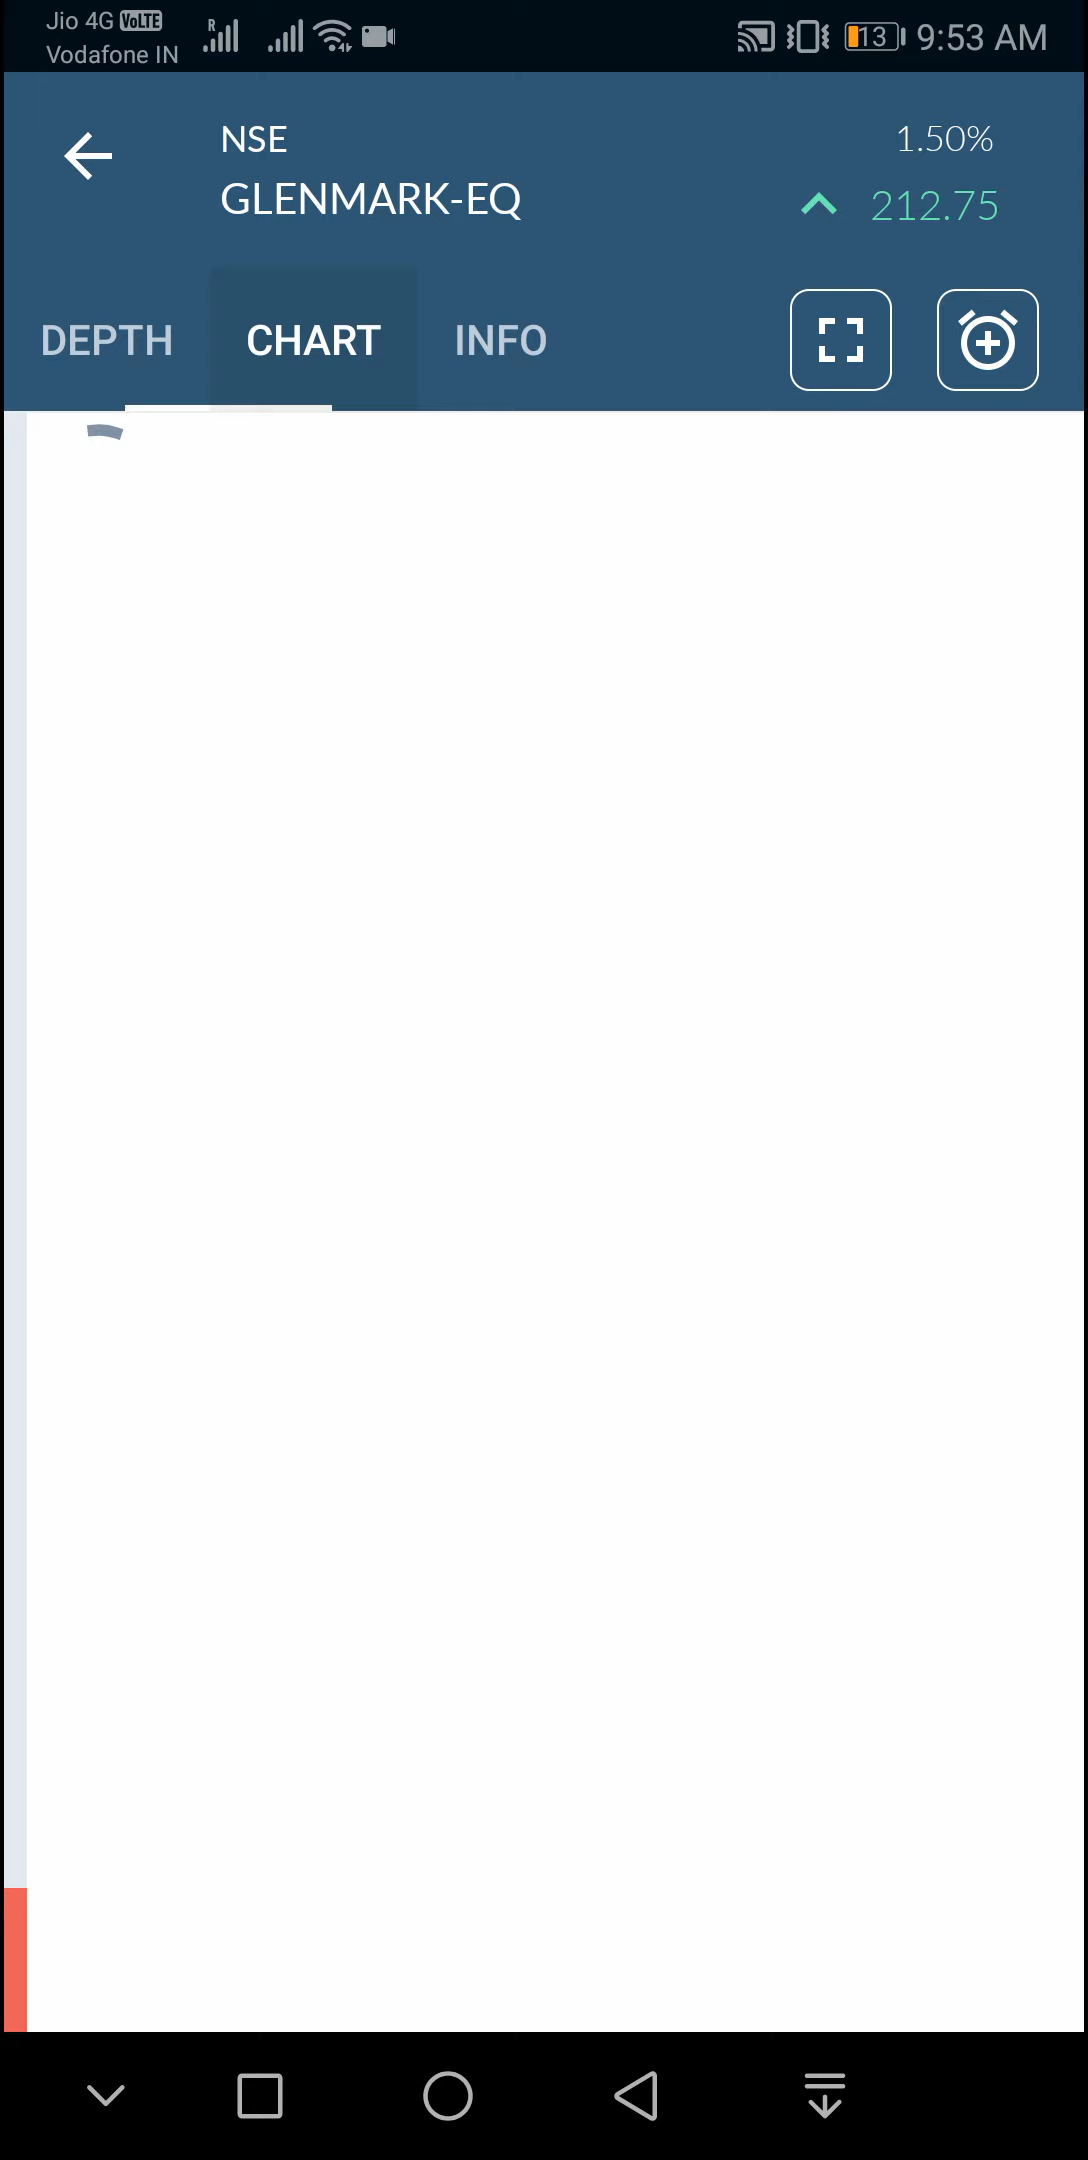 Jio 4G VoLTE
Vodafone IN
R
13
9:53 AM
NSE
1.50%
GLENMARK-EQ
212.75
DEPTH
CHART
INFO